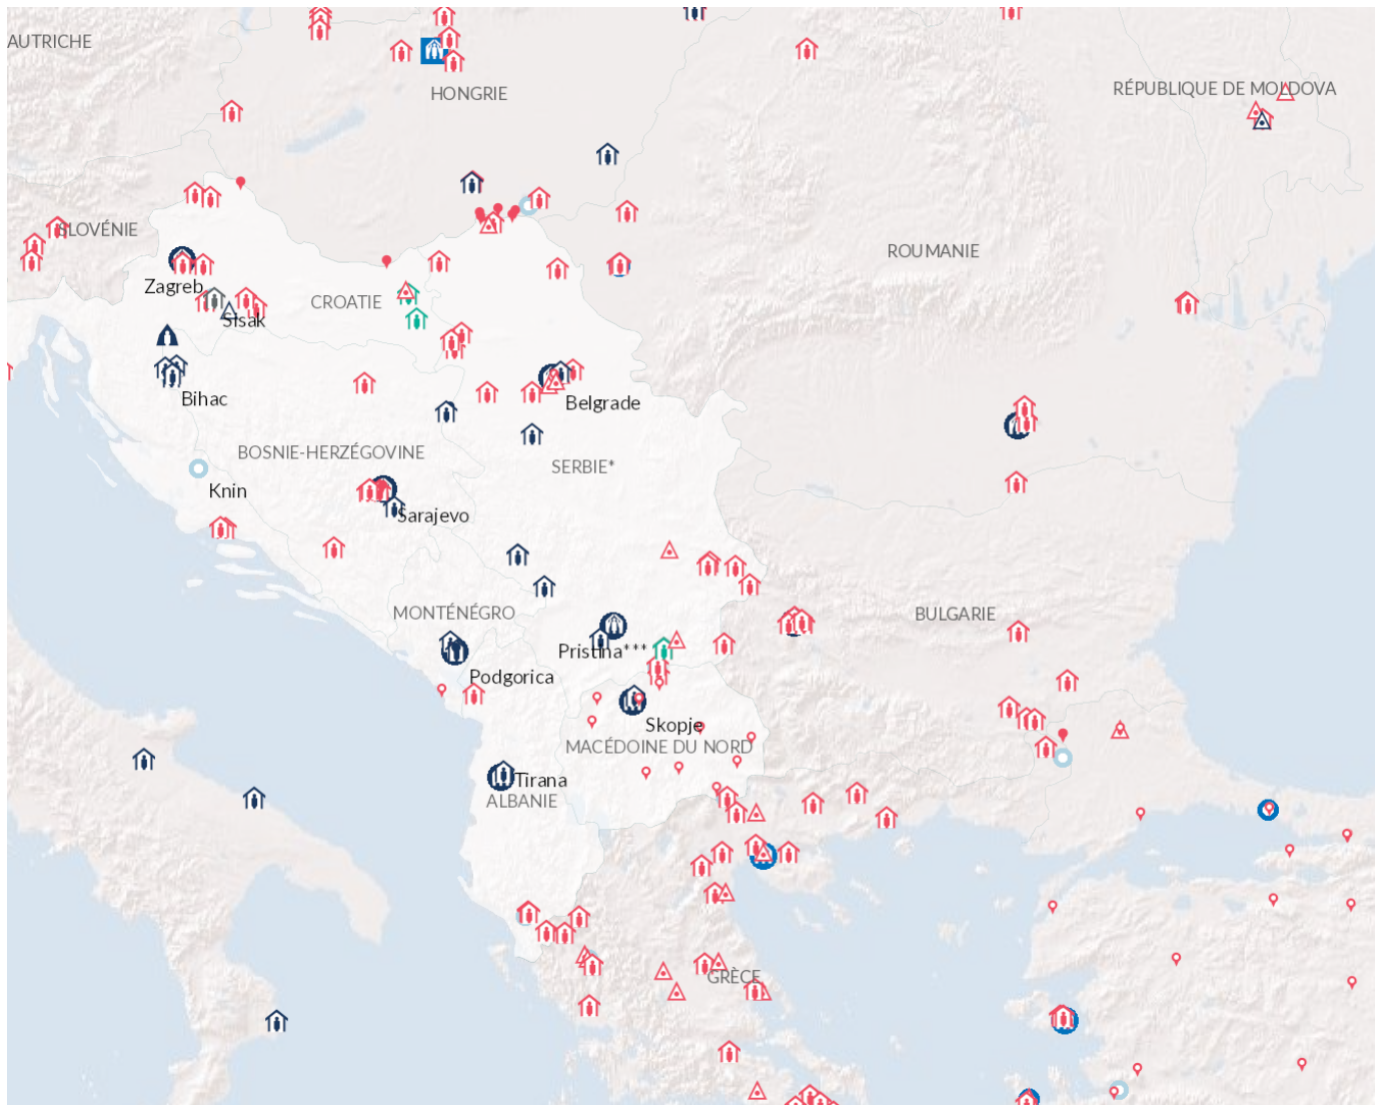 AUTRICHE
HONGRIE
RÉPUBLIQUE DE MOLDOVA
SLOVÉNIE
ROUMANIE
Zagreb
CROATIE
Sisak
Bihac
Belgrade
BOSNIE-HERZÉGOVINE
SERBIE*
Knin
Sarajevo
MONTÉNÉGRO
BULGARIE
Pristina***
Podgorica
Skopje
MACÉDOINE DU NORD
Tirana
ALBANIE
GRÈCE